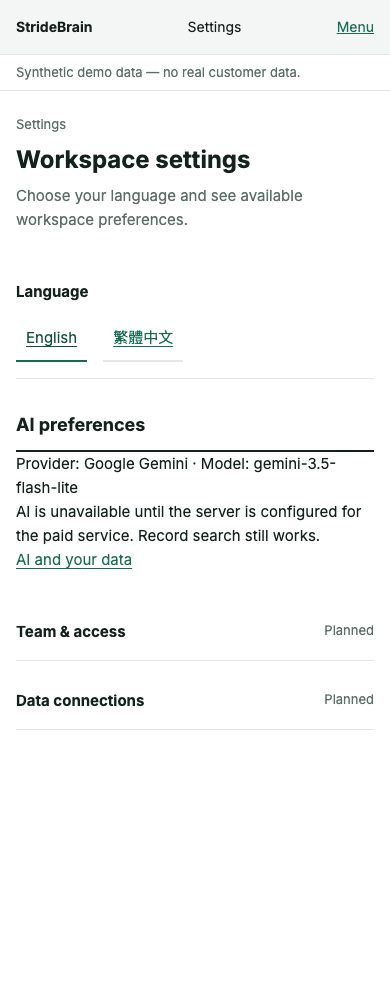 StrideBrain
Settings
Menu
Synthetic demo data — no real customer data.
Settings
Workspace settings
Choose your language and see available
workspace preferences.
Language
English
繁體中文
AI preferences
Provider: Google Gemini · Model: gemini-3.5-
flash-lite
AI is unavailable until the server is configured for
the paid service. Record search still works.
AI and your data
Team & access
Planned
Data connections
Planned